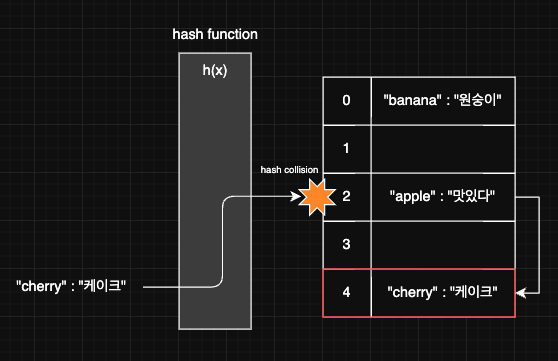 hash function
h(x)
hash collision
0 "banana" : "원숭이"
1
2 "apple" : "맛있다"
3
"cherry" : "케이크"
4 "cherry" : "케이크"